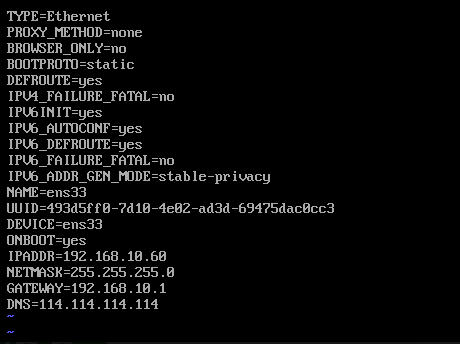 TYPE=Ethernet
PROXY_METHOD=none
BROWSER_ONLY=no
BOOTPROTO=static
DEFROUTE=yes
IPV4_FAILURE_FATAL=no
IPV6INIT=yes
IPV6_AUTOCONF=yes
IPV6_DEFROUTE=yes
IPV6_FAILURE_FATAL=no
IPV6_ADDR_GEN_MODE=stable-privacy
NAME=ens33
UUID=493d5ff0-7d10-4e02-ad3d-69475dac0cc3
DEVICE=ens33
ONBOOT=yes
IPADDR=192.168.10.60
NETMASK=255.255.255.0
GATEWAY=192.168.10.1
DNS=114.114.114.114
~
~